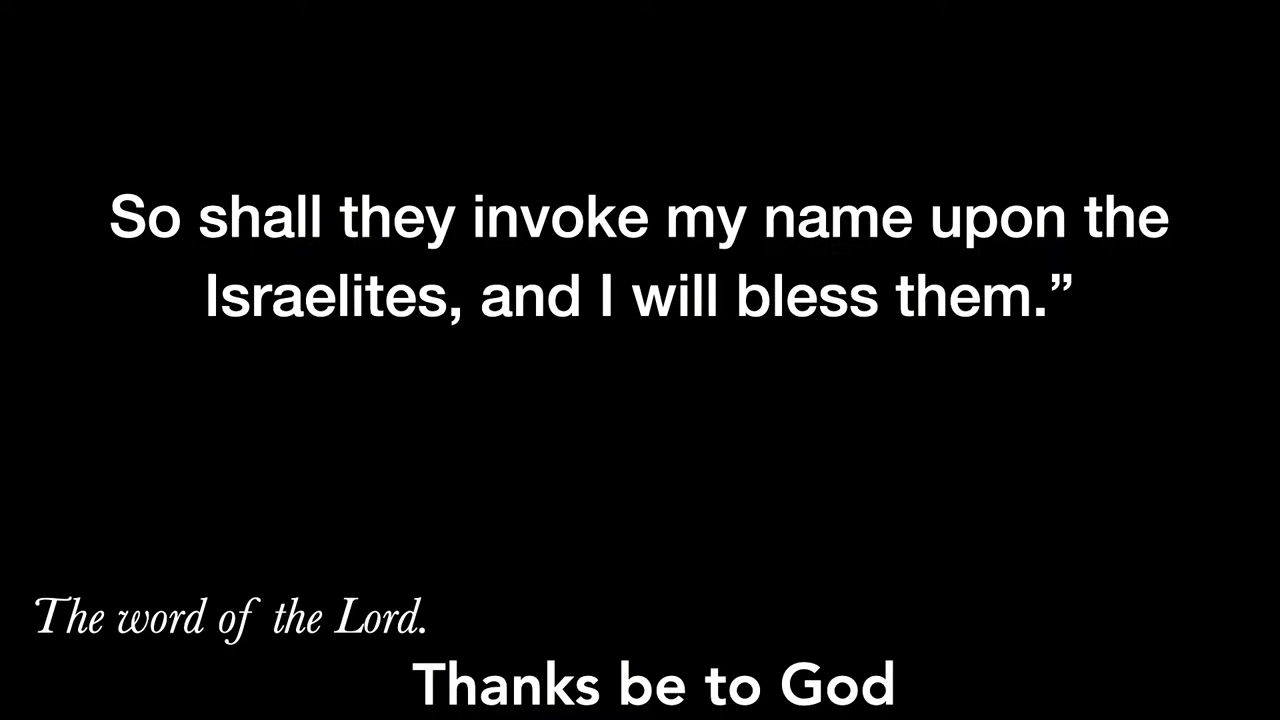 So shall they invoke my name upon the
Israelites, and I will bless them.”
The word of the Lord.
Thanks be to God